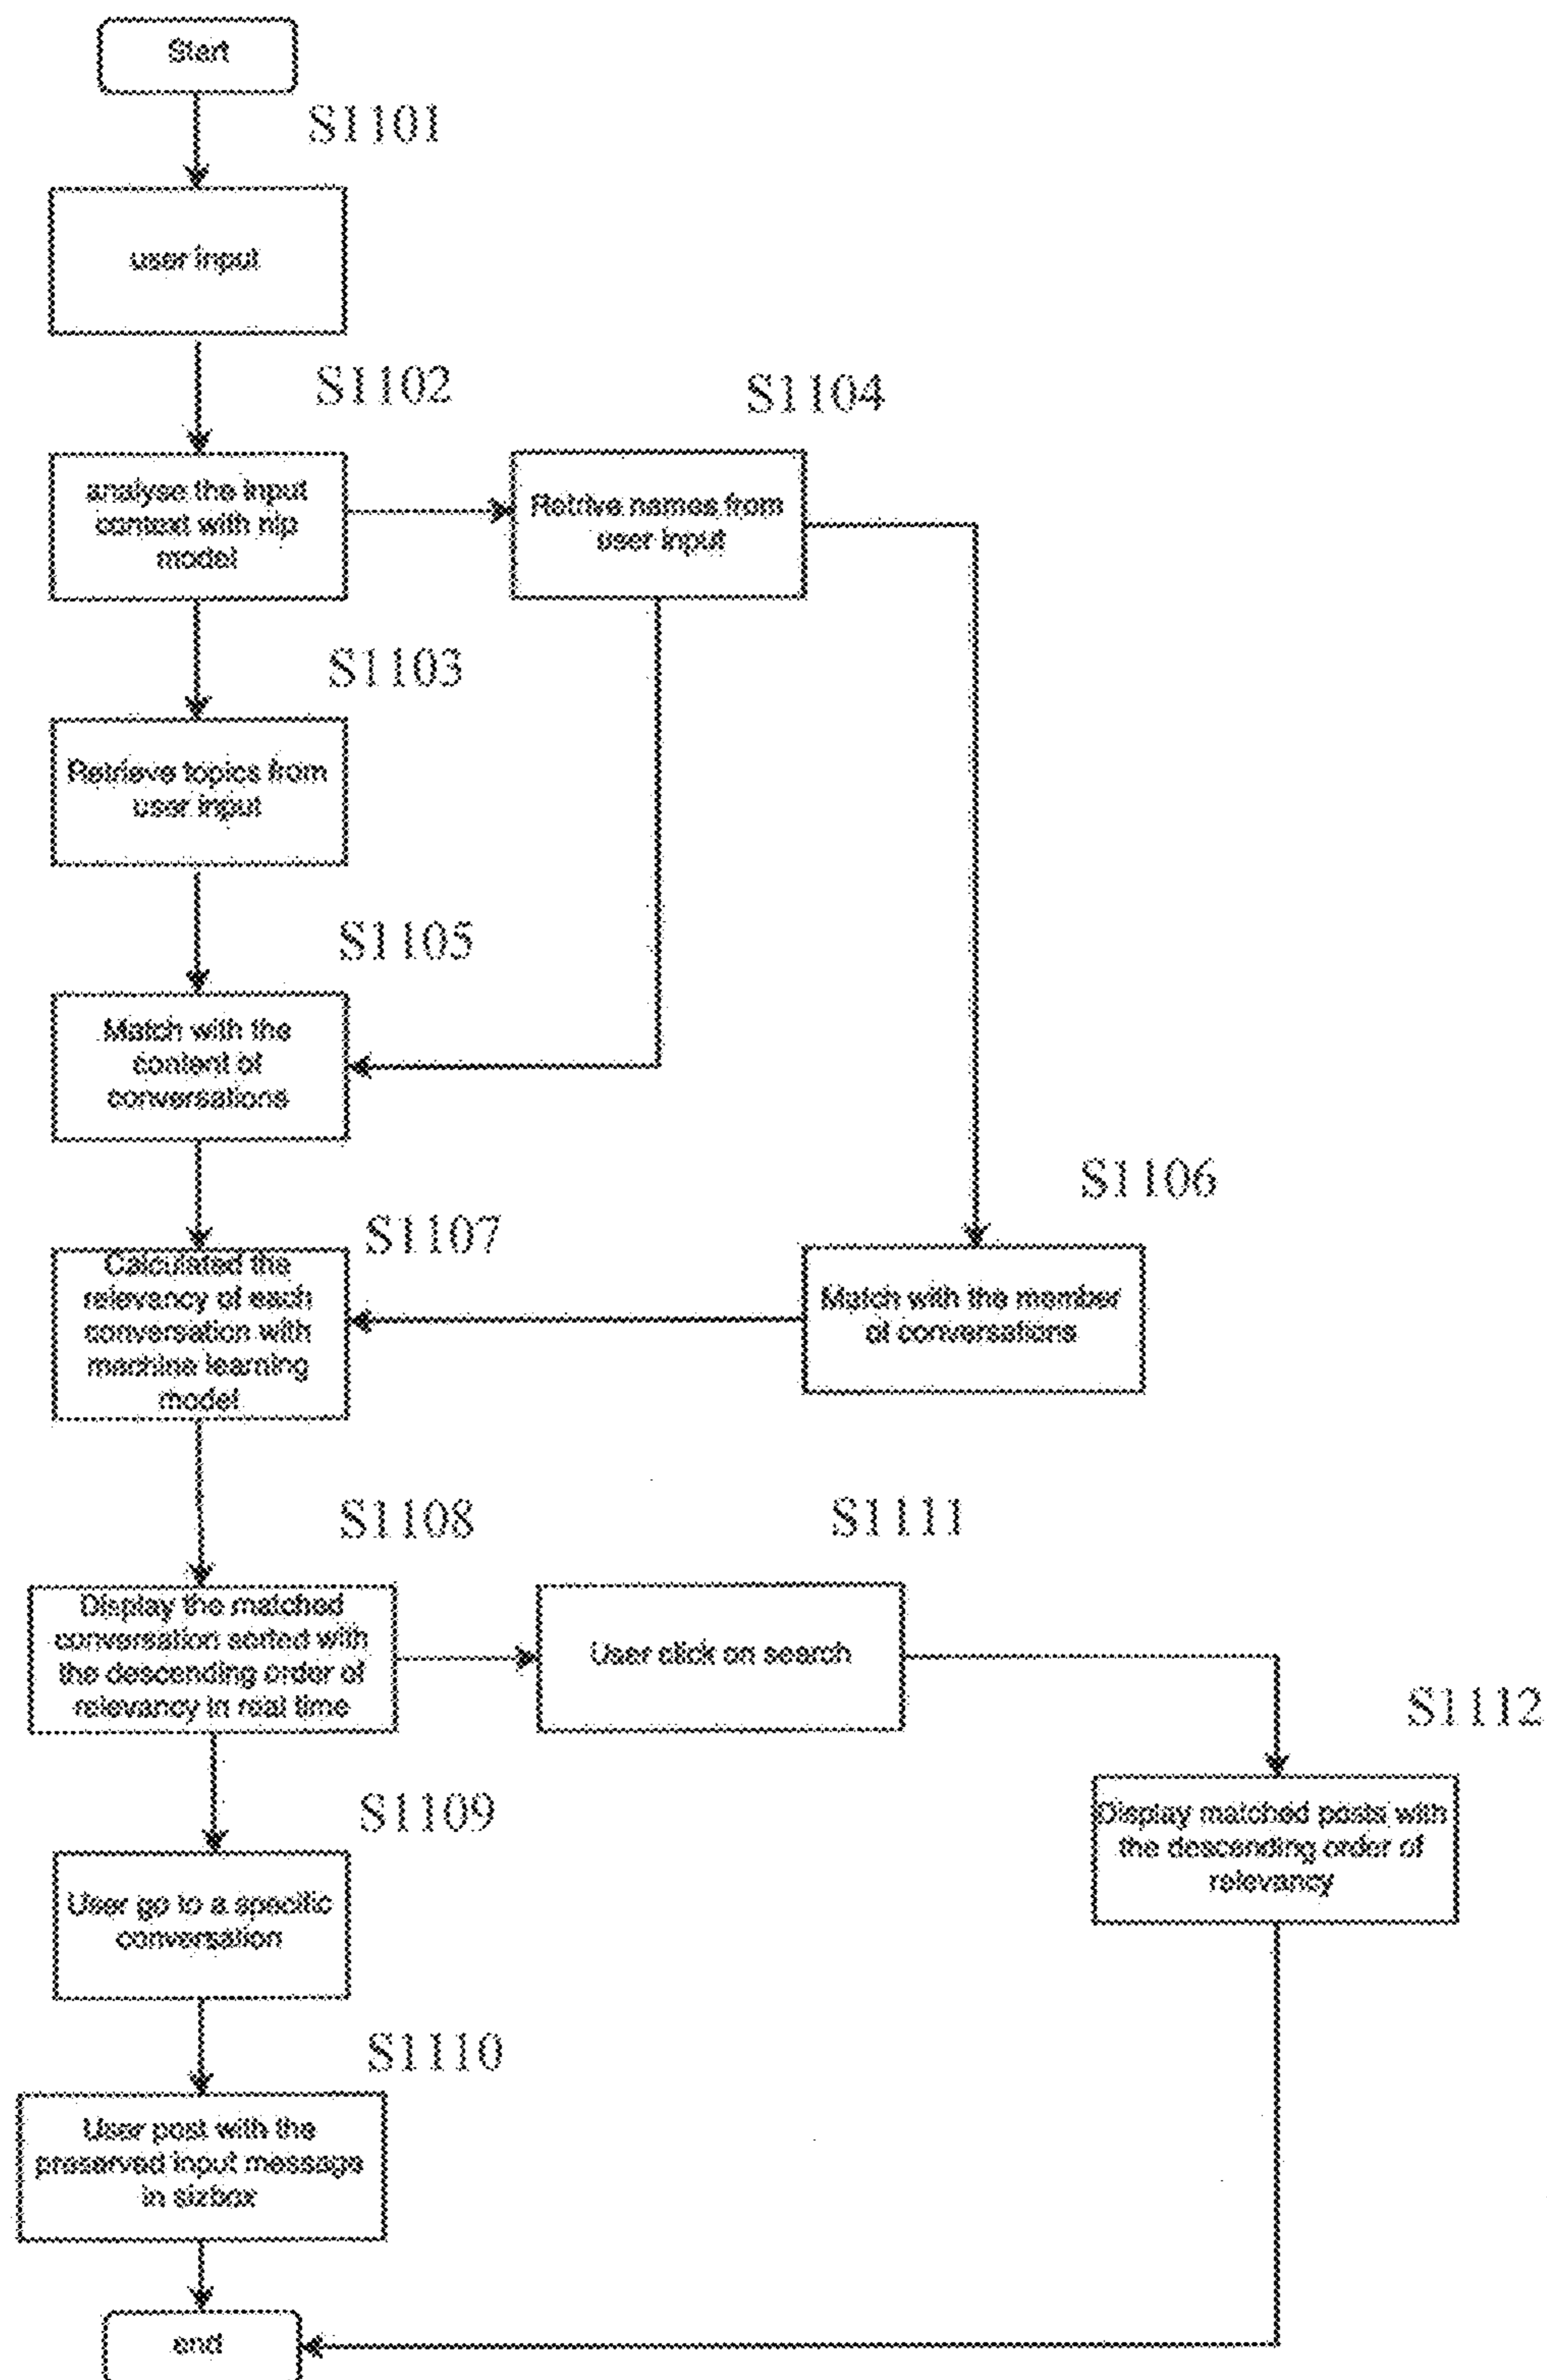 Start
S1101
user input
S1102
S1104
analyse the input
context with nlp
model
Retrive names from
user input
S1103
Retrieve topics from
user input
S1105
Match with the
content of
conversations
S1106
S1107
Calculated the
relevancy of each
conversation with
machine learning
model
Match with the member
of conversations
S1108
S1111
Display the matched
conversation sorted with
the descending order of
relevancy in real time
User click on search
S1112
Display matched posts with
the descending order of
relevancy
S1109
User go to a specific
conversation
S1110
User post with the
preserved input message
in sizbox
end